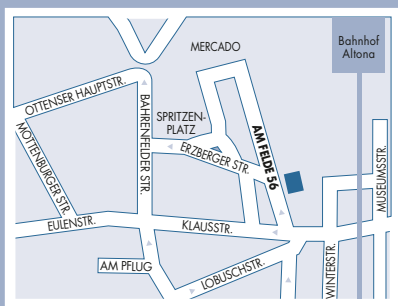 MERCADO
Bahnhof
Altona
OTTENSER HAUPTSTR.
MOTTENBURGER STR.
BAHRENFELDER STR.
SPRITZEN-
PLATZ
ERZBERGER STR.
AM FELDE 56
MUSEUMSSTR.
EULENSTR.
KLAUSSTR.
AM PFLUG
LOBUSCHSTR.
WINTERSTR.